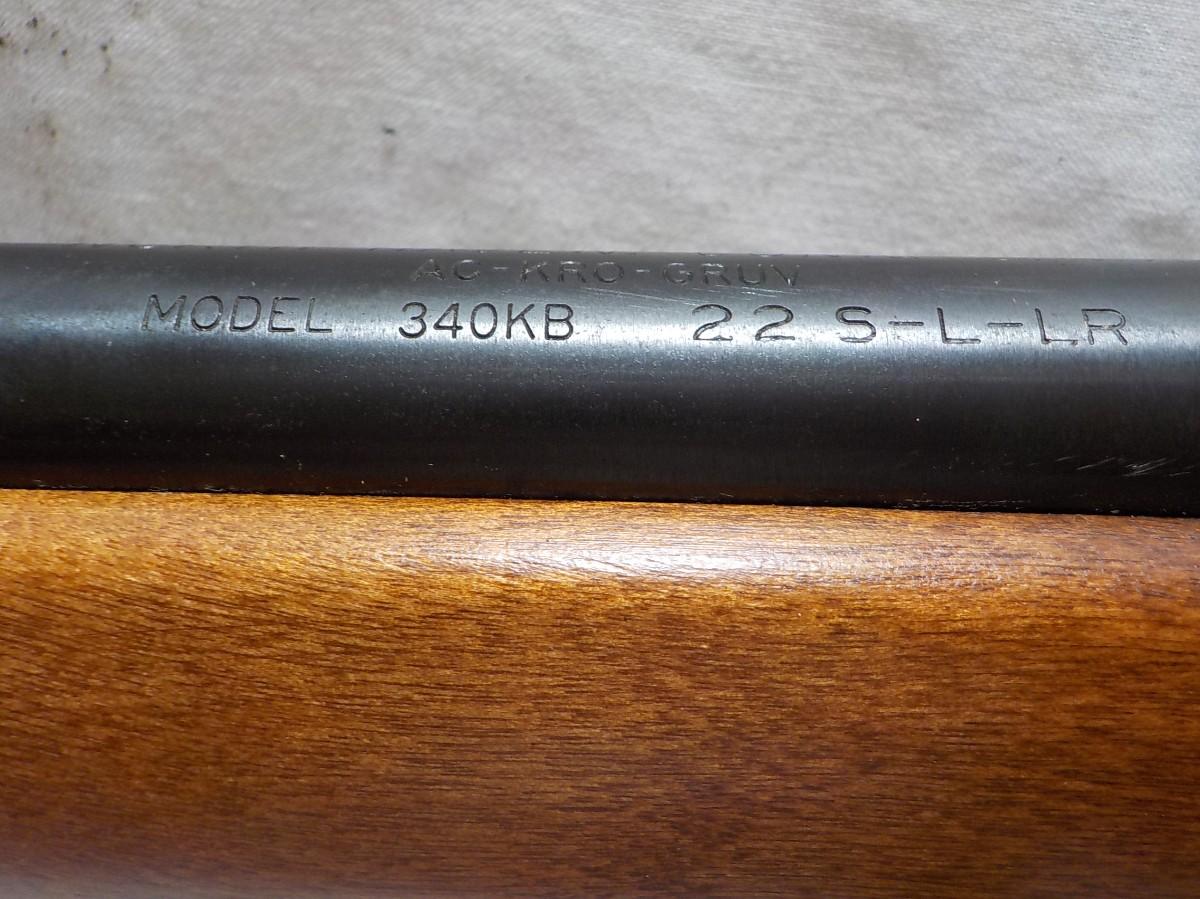 AC-KRO-GRUV
MODEL 340KB 22 S-L-LR